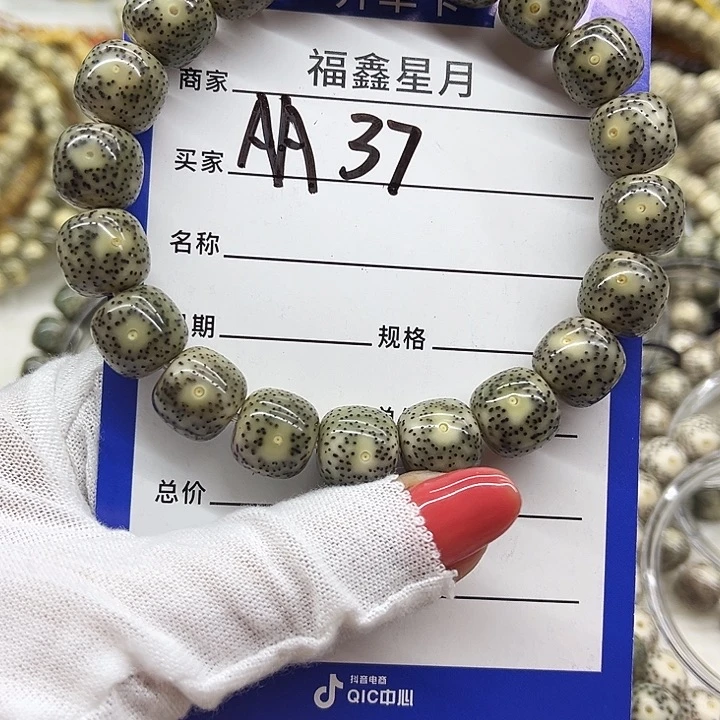 商家 福鑫星月
买家 AA 37
名称
期 规格
总价
抖音电商
QIC中心